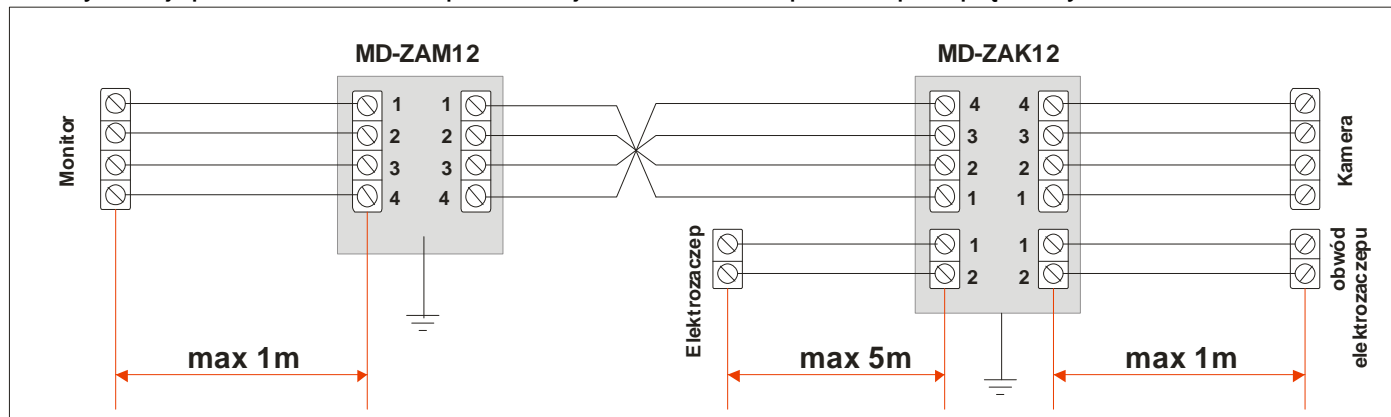 MD-ZAM12
MD-ZAK12
Monitor
1 1
2 2
3 3
4 4
4 4
3 3
2 2
1 1
Kamera
Elektrozaczep
1 1
2 2
obwód
elektrozaczepu
max 1m
max 5m
max 1m